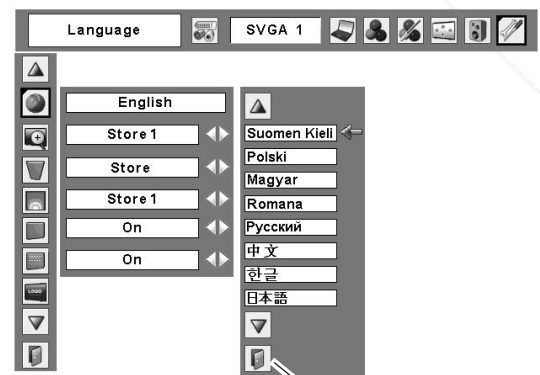 Language
SVGA 1
English
Store 1
Store
Store 1
On
On
LOGO
Suomen Kieli
Polski
Magyar
Romana
Русский
中文
한글
日本語